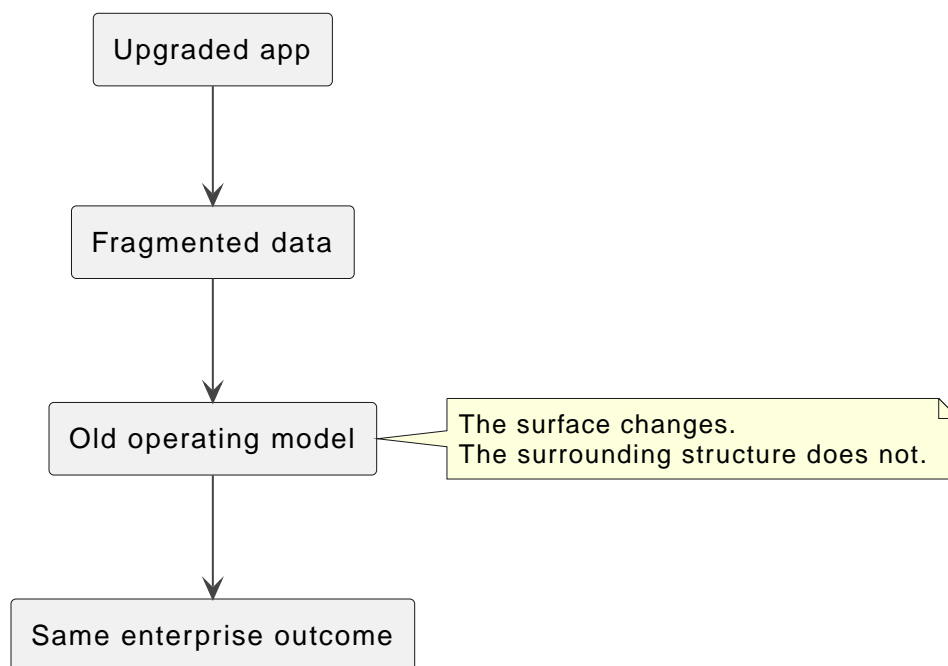 Upgraded app
Fragmented data
Old operating model
The surface changes.
The surrounding structure does not.
Same enterprise outcome